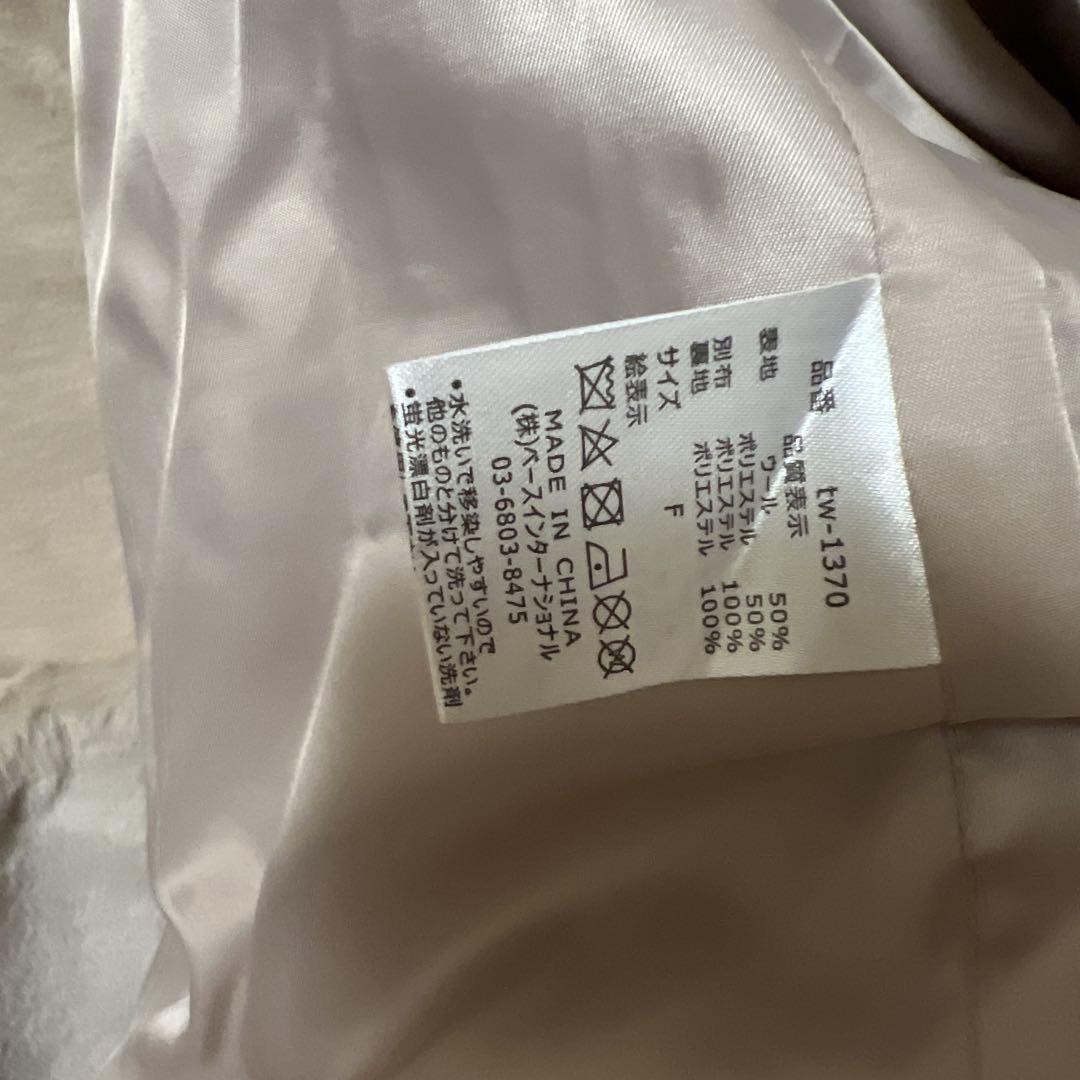 品番 tw-1370
品質表示
表地 ウール 50%
ポリエステル 50%
別布 ポリエステル 100%
裏地 ポリエステル 100%
サイズ F
絵表示
MADE IN CHINA
(株)ベースインターナショナル
03-6803-8475
•水洗いで移染しやすいので
他のものと分けて洗って下さい。
•蛍光漂白剤が入っていない洗剤